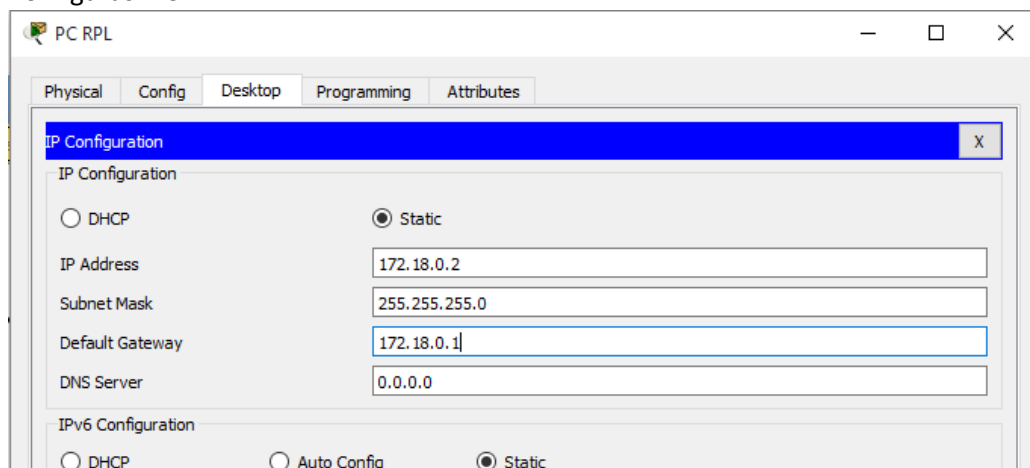 PC RPL
Physical Config Desktop Programming Attributes
IP Configuration X
IP Configuration
DHCP Static
IP Address 172.18.0.2
Subnet Mask 255.255.255.0
Default Gateway 172.18.0.1
DNS Server 0.0.0.0
IPv6 Configuration
DHCP Auto Config Static